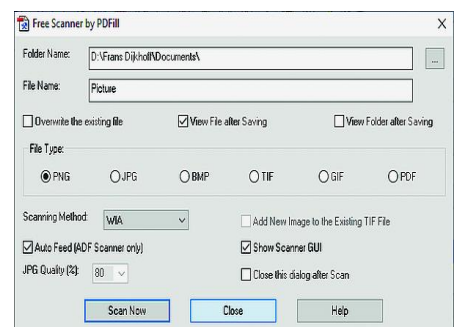 Free Scanner by PDFill X
Folder Name: D:\Frans Dijkhoff\Documents\ ...
File Name: Picture
Overwrite the existing file View File after Saving View Folder after Saving
File Type:
PNG JPG BMP TIF GIF PDF
Scanning Method: WIA Add New Image to the Existing TIF File
Auto Feed (ADF Scanner only) Show Scanner GUI
JPG Quality (%): 80 Close this dialog after Scan
Scan Now Close Help